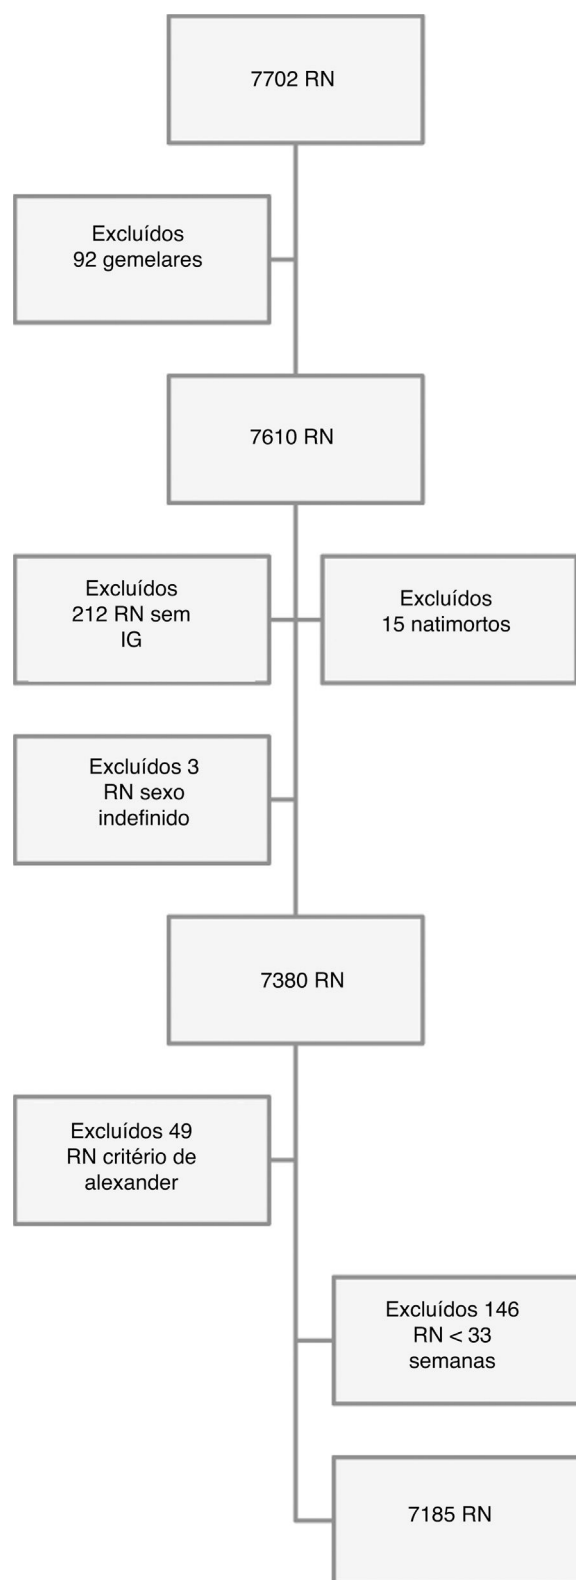 7702 RN
Excluídos
92 gemelares
7610 RN
Excluídos
212 RN sem
IG
Excluídos
15 natimortos
Excluídos 3
RN sexo
indefinido
7380 RN
Excluídos 49
RN critério de
alexander
Excluídos 146
RN < 33
semanas
7185 RN